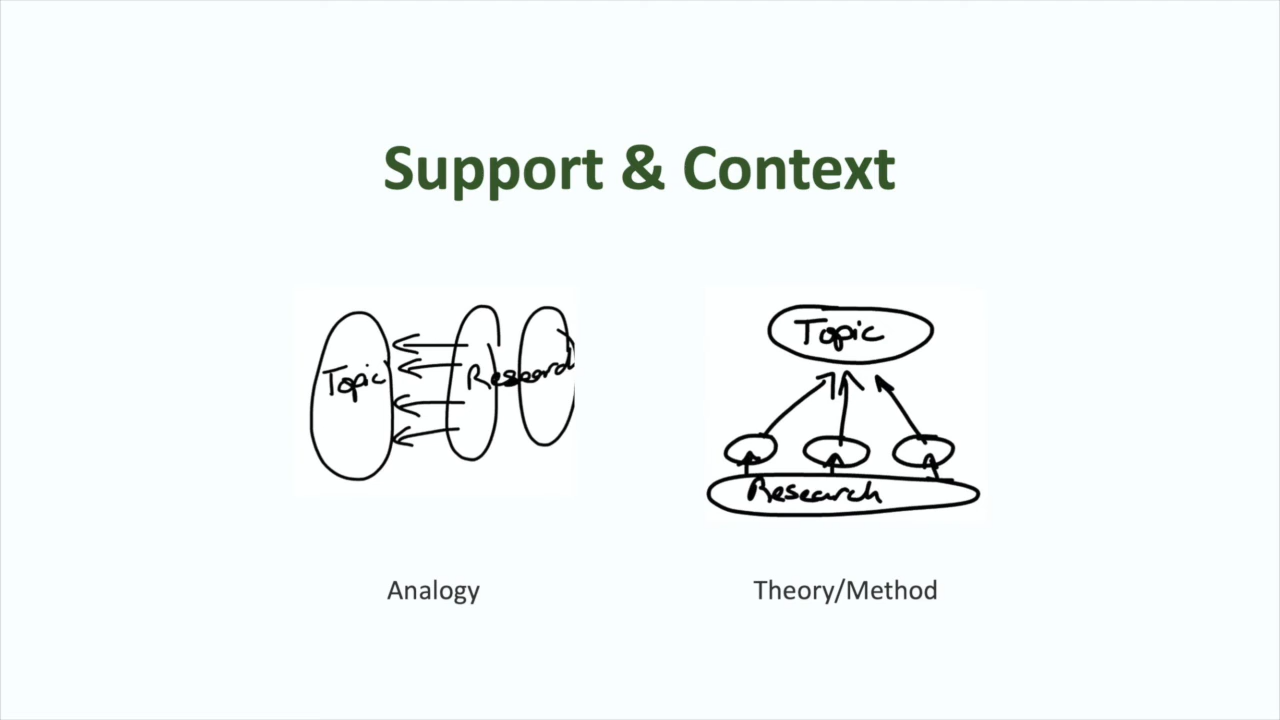 Support & Context
Topic
Research
Topic
Research
Analogy
Theory/Method